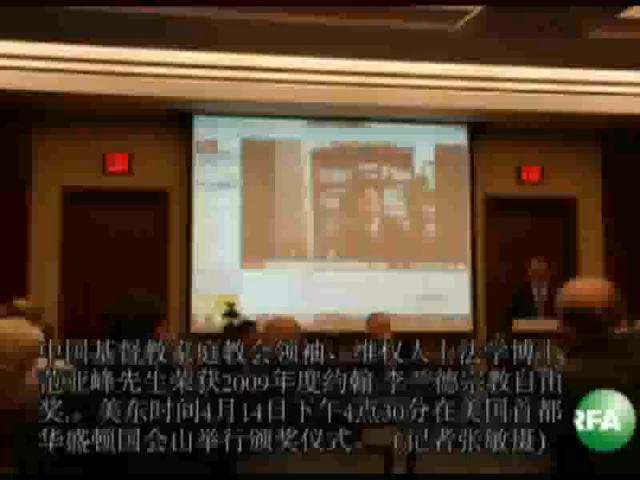 中国基督教家庭教会领袖、维权人士法学博士
范亚峰先生荣获2009年度约翰·李兰德宗教自由
奖。美东时间4月14日下午4点30分在美国首都
华盛顿国会山举行颁奖仪式。（记者张敏摄）
RFA